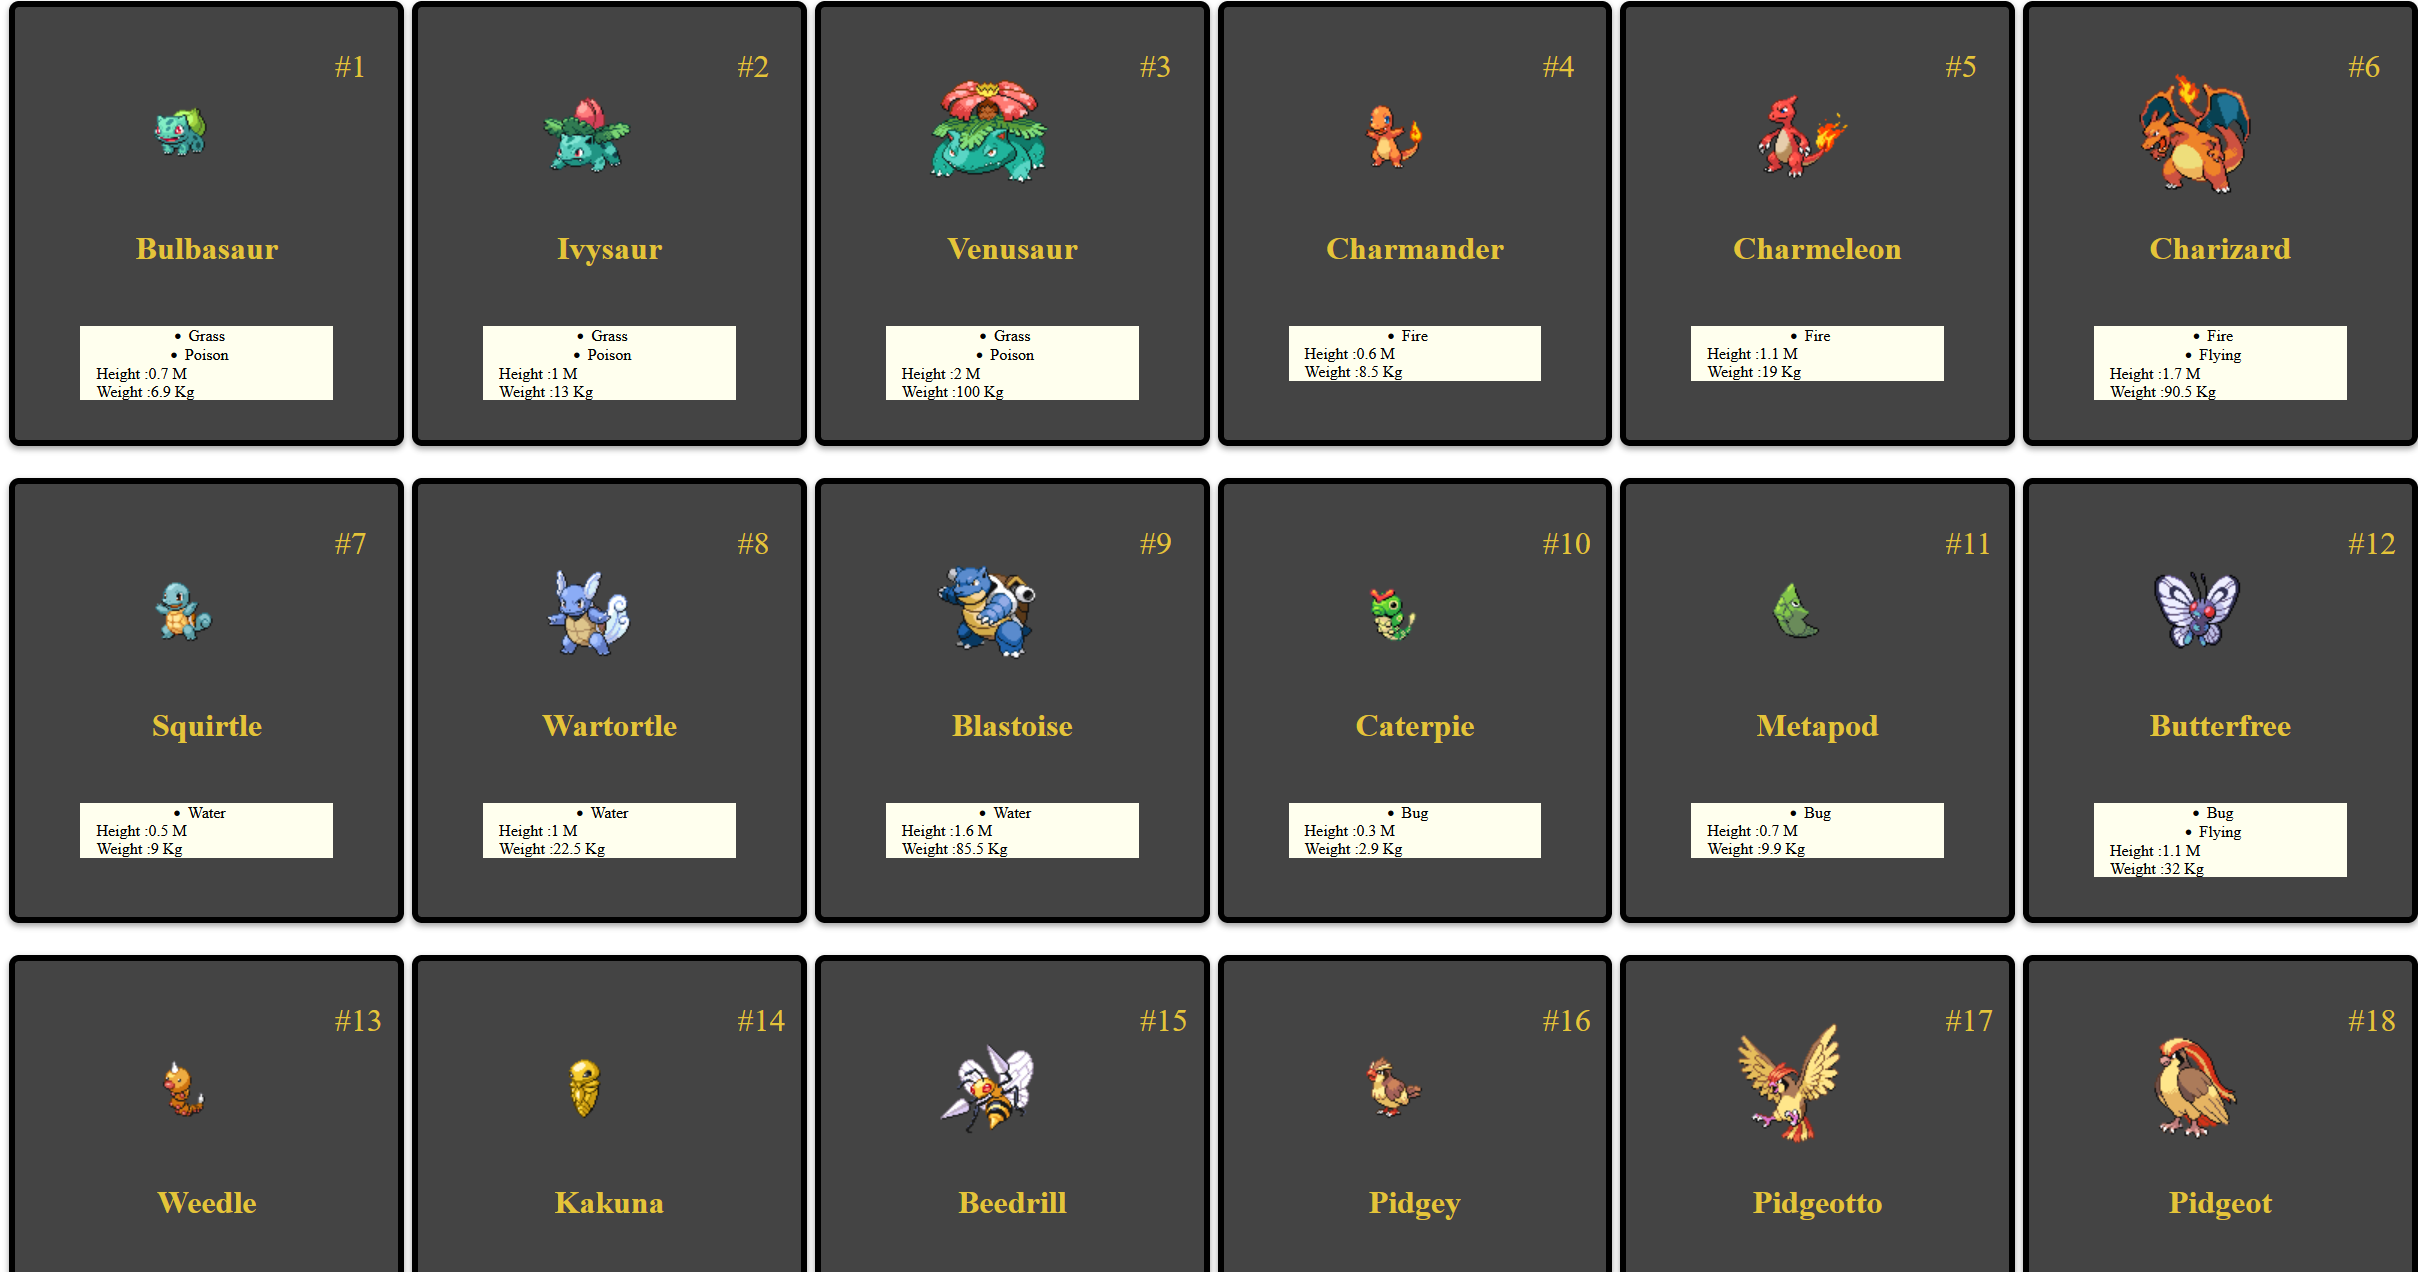 #1
Bulbasaur
• Grass
• Poison
Height :0.7 M
Weight :6.9 Kg
#2
Ivysaur
• Grass
• Poison
Height :1 M
Weight :13 Kg
#3
Venusaur
• Grass
• Poison
Height :2 M
Weight :100 Kg
#4
Charmander
• Fire
Height :0.6 M
Weight :8.5 Kg
#5
Charmeleon
• Fire
Height :1.1 M
Weight :19 Kg
#6
Charizard
• Fire
• Flying
Height :1.7 M
Weight :90.5 Kg
#7
Squirtle
• Water
Height :0.5 M
Weight :9 Kg
#8
Wartortle
• Water
Height :1 M
Weight :22.5 Kg
#9
Blastoise
• Water
Height :1.6 M
Weight :85.5 Kg
#10
Caterpie
• Bug
Height :0.3 M
Weight :2.9 Kg
#11
Metapod
• Bug
Height :0.7 M
Weight :9.9 Kg
#12
Butterfree
• Bug
• Flying
Height :1.1 M
Weight :32 Kg
#13
Weedle
#14
Kakuna
#15
Beedrill
#16
Pidgey
#17
Pidgeotto
#18
Pidgeot